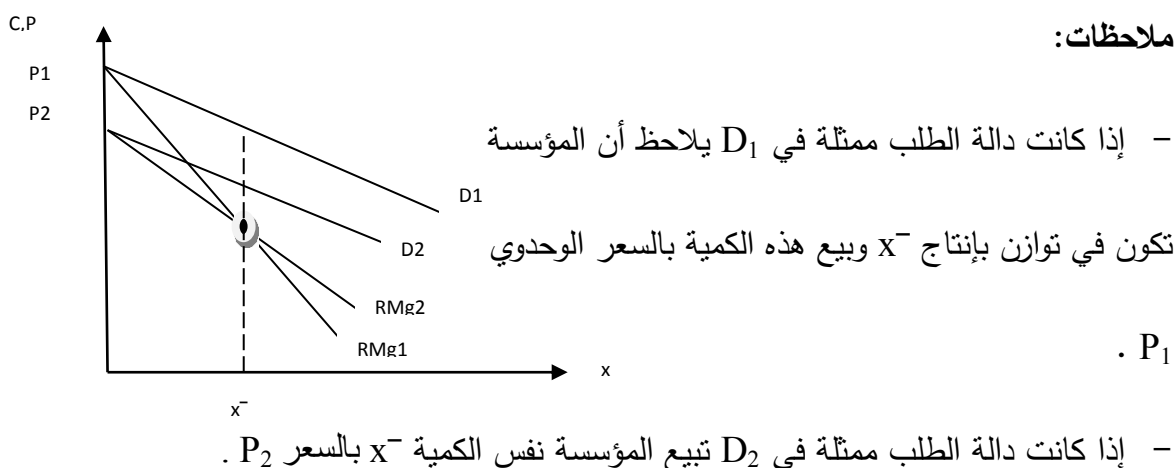 ملاحظات:
C,P
P1
P2
– إذا كانت دالة الطلب ممثلة في D₁ يلاحظ أن المؤسسة
D1
تكون في توازن بإنتاج x⁻ وبيع هذه الكمية بالسعر الوحدوي
D2
RMg2
P₁ .
RMg1
x
x⁻
– إذا كانت دالة الطلب ممثلة في D₂ تبيع المؤسسة نفس الكمية x⁻ بالسعر P₂ .